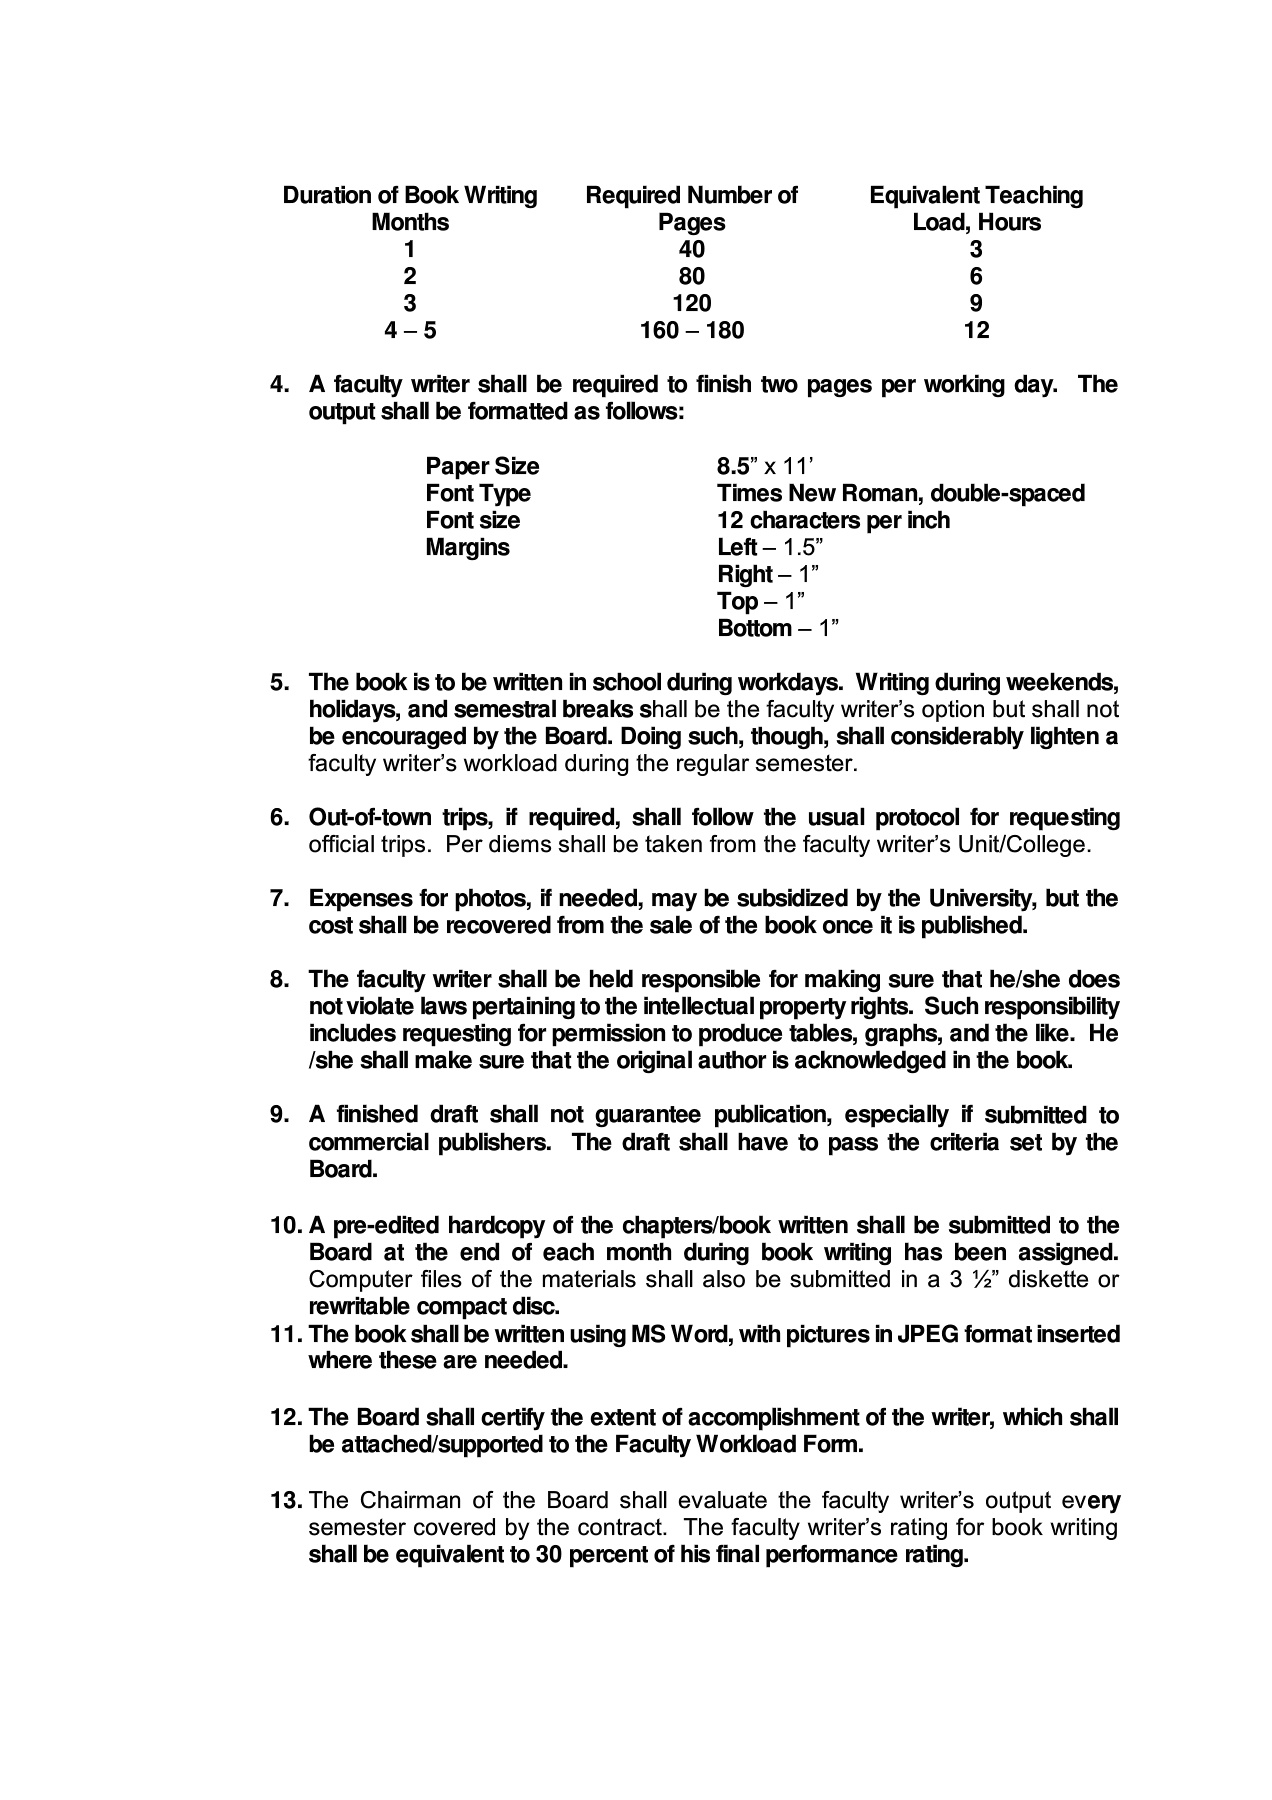 Duration of Book Writing Required Number of Equivalent Teaching
Months Pages Load, Hours
1 40 3
2 80 6
3 120 9
4 – 5 160 – 180 12
4. A faculty writer shall be required to finish two pages per working day. The
output shall be formatted as follows:
Paper Size 8.5” x 11’
Font Type Times New Roman, double-spaced
Font size 12 characters per inch
Margins Left – 1.5”
Right – 1”
Top – 1”
Bottom – 1”
5. The book is to be written in school during workdays. Writing during weekends,
holidays, and semestral breaks shall be the faculty writer’s option but shall not
be encouraged by the Board. Doing such, though, shall considerably lighten a
faculty writer’s workload during the regular semester.
6. Out-of-town trips, if required, shall follow the usual protocol for requesting
official trips. Per diems shall be taken from the faculty writer’s Unit/College.
7. Expenses for photos, if needed, may be subsidized by the University, but the
cost shall be recovered from the sale of the book once it is published.
8. The faculty writer shall be held responsible for making sure that he/she does
not violate laws pertaining to the intellectual property rights. Such responsibility
includes requesting for permission to produce tables, graphs, and the like. He
/she shall make sure that the original author is acknowledged in the book.
9. A finished draft shall not guarantee publication, especially if submitted to
commercial publishers. The draft shall have to pass the criteria set by the
Board.
10. A pre-edited hardcopy of the chapters/book written shall be submitted to the
Board at the end of each month during book writing has been assigned.
Computer files of the materials shall also be submitted in a 3 ½” diskette or
rewritable compact disc.
11. The book shall be written using MS Word, with pictures in JPEG format inserted
where these are needed.
12. The Board shall certify the extent of accomplishment of the writer, which shall
be attached/supported to the Faculty Workload Form.
13. The Chairman of the Board shall evaluate the faculty writer’s output every
semester covered by the contract. The faculty writer’s rating for book writing
shall be equivalent to 30 percent of his final performance rating.